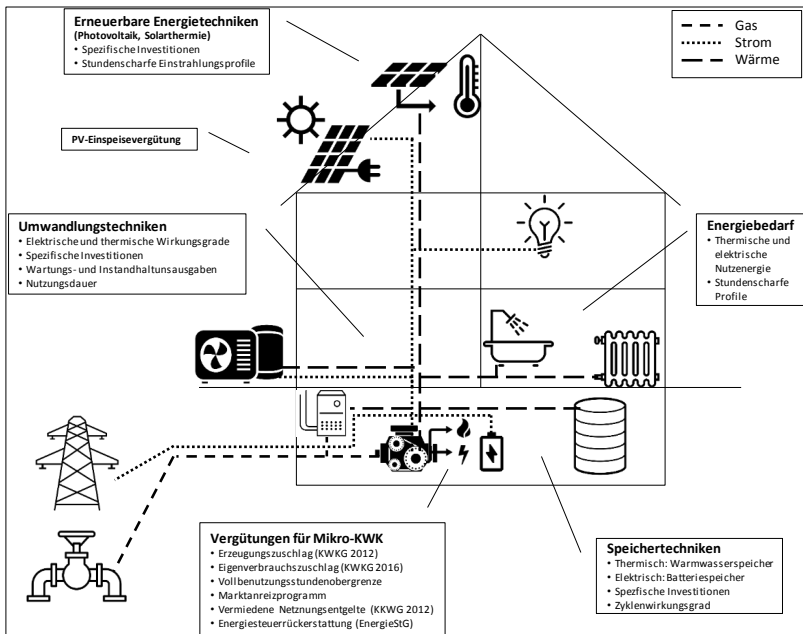 Erneuerbare Energietechniken
(Photovoltaik, Solarthermie)
• Spezifische Investitionen
• Stundenscharfe Einstrahlungsprofile
Gas
Strom
Wärme
PV-Einspeisevergütung
Umwandlungstechniken
• Elektrische und thermische Wirkungsgrade
• Spezifische Investitionen
• Wartungs- und Instandhaltunsausgaben
• Nutzungsdauer
Energiebedarf
• Thermische und
elektrische
Nutzenergie
• Stundenscharfe
Profile
Vergütungen für Mikro-KWK
• Erzeugungszuschlag (KWKG 2012)
• Eigenverbrauchszuschlag (KWKG 2016)
• Vollbenutzungsstundenobergrenze
• Marktanreizprogramm
• Vermiedene Netznungsentgelte (KKWG 2012)
• Energiesteuerrückerstattung (EnergieStG)
Speichertechniken
• Thermisch: Warmwasserspeicher
• Elektrisch: Batteriespeicher
• Spezfische Investitionen
• Zyklenwirkungsgrad